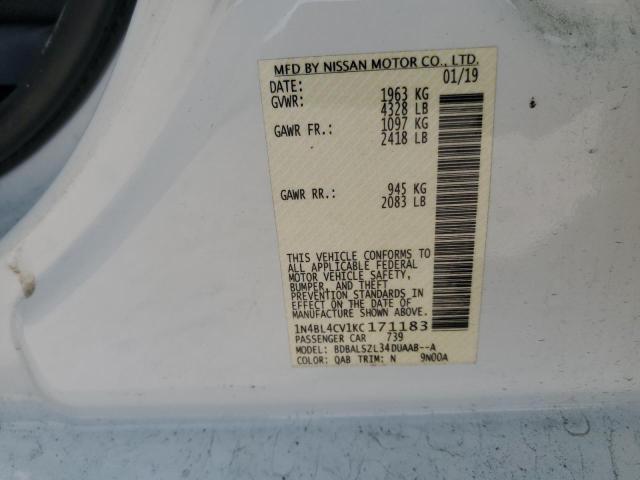 MFD BY NISSAN MOTOR CO., LTD.
DATE: 01/19
GVWR: 1963 KG
4328 LB
GAWR FR.: 1097 KG
2418 LB
GAWR RR.: 945 KG
2083 LB
THIS VEHICLE CONFORMS TO
ALL APPLICABLE FEDERAL
MOTOR VEHICLE SAFETY,
BUMPER, AND THEFT
PREVENTION STANDARDS IN
EFFECT ON THE DATE OF
MANUFACTURE SHOWN ABOVE.
1N4BL4CV1KC171183
PASSENGER CAR 739
MODEL: BDBALSZL34DUAAB--A
COLOR: QAB TRIM: N 9N00A